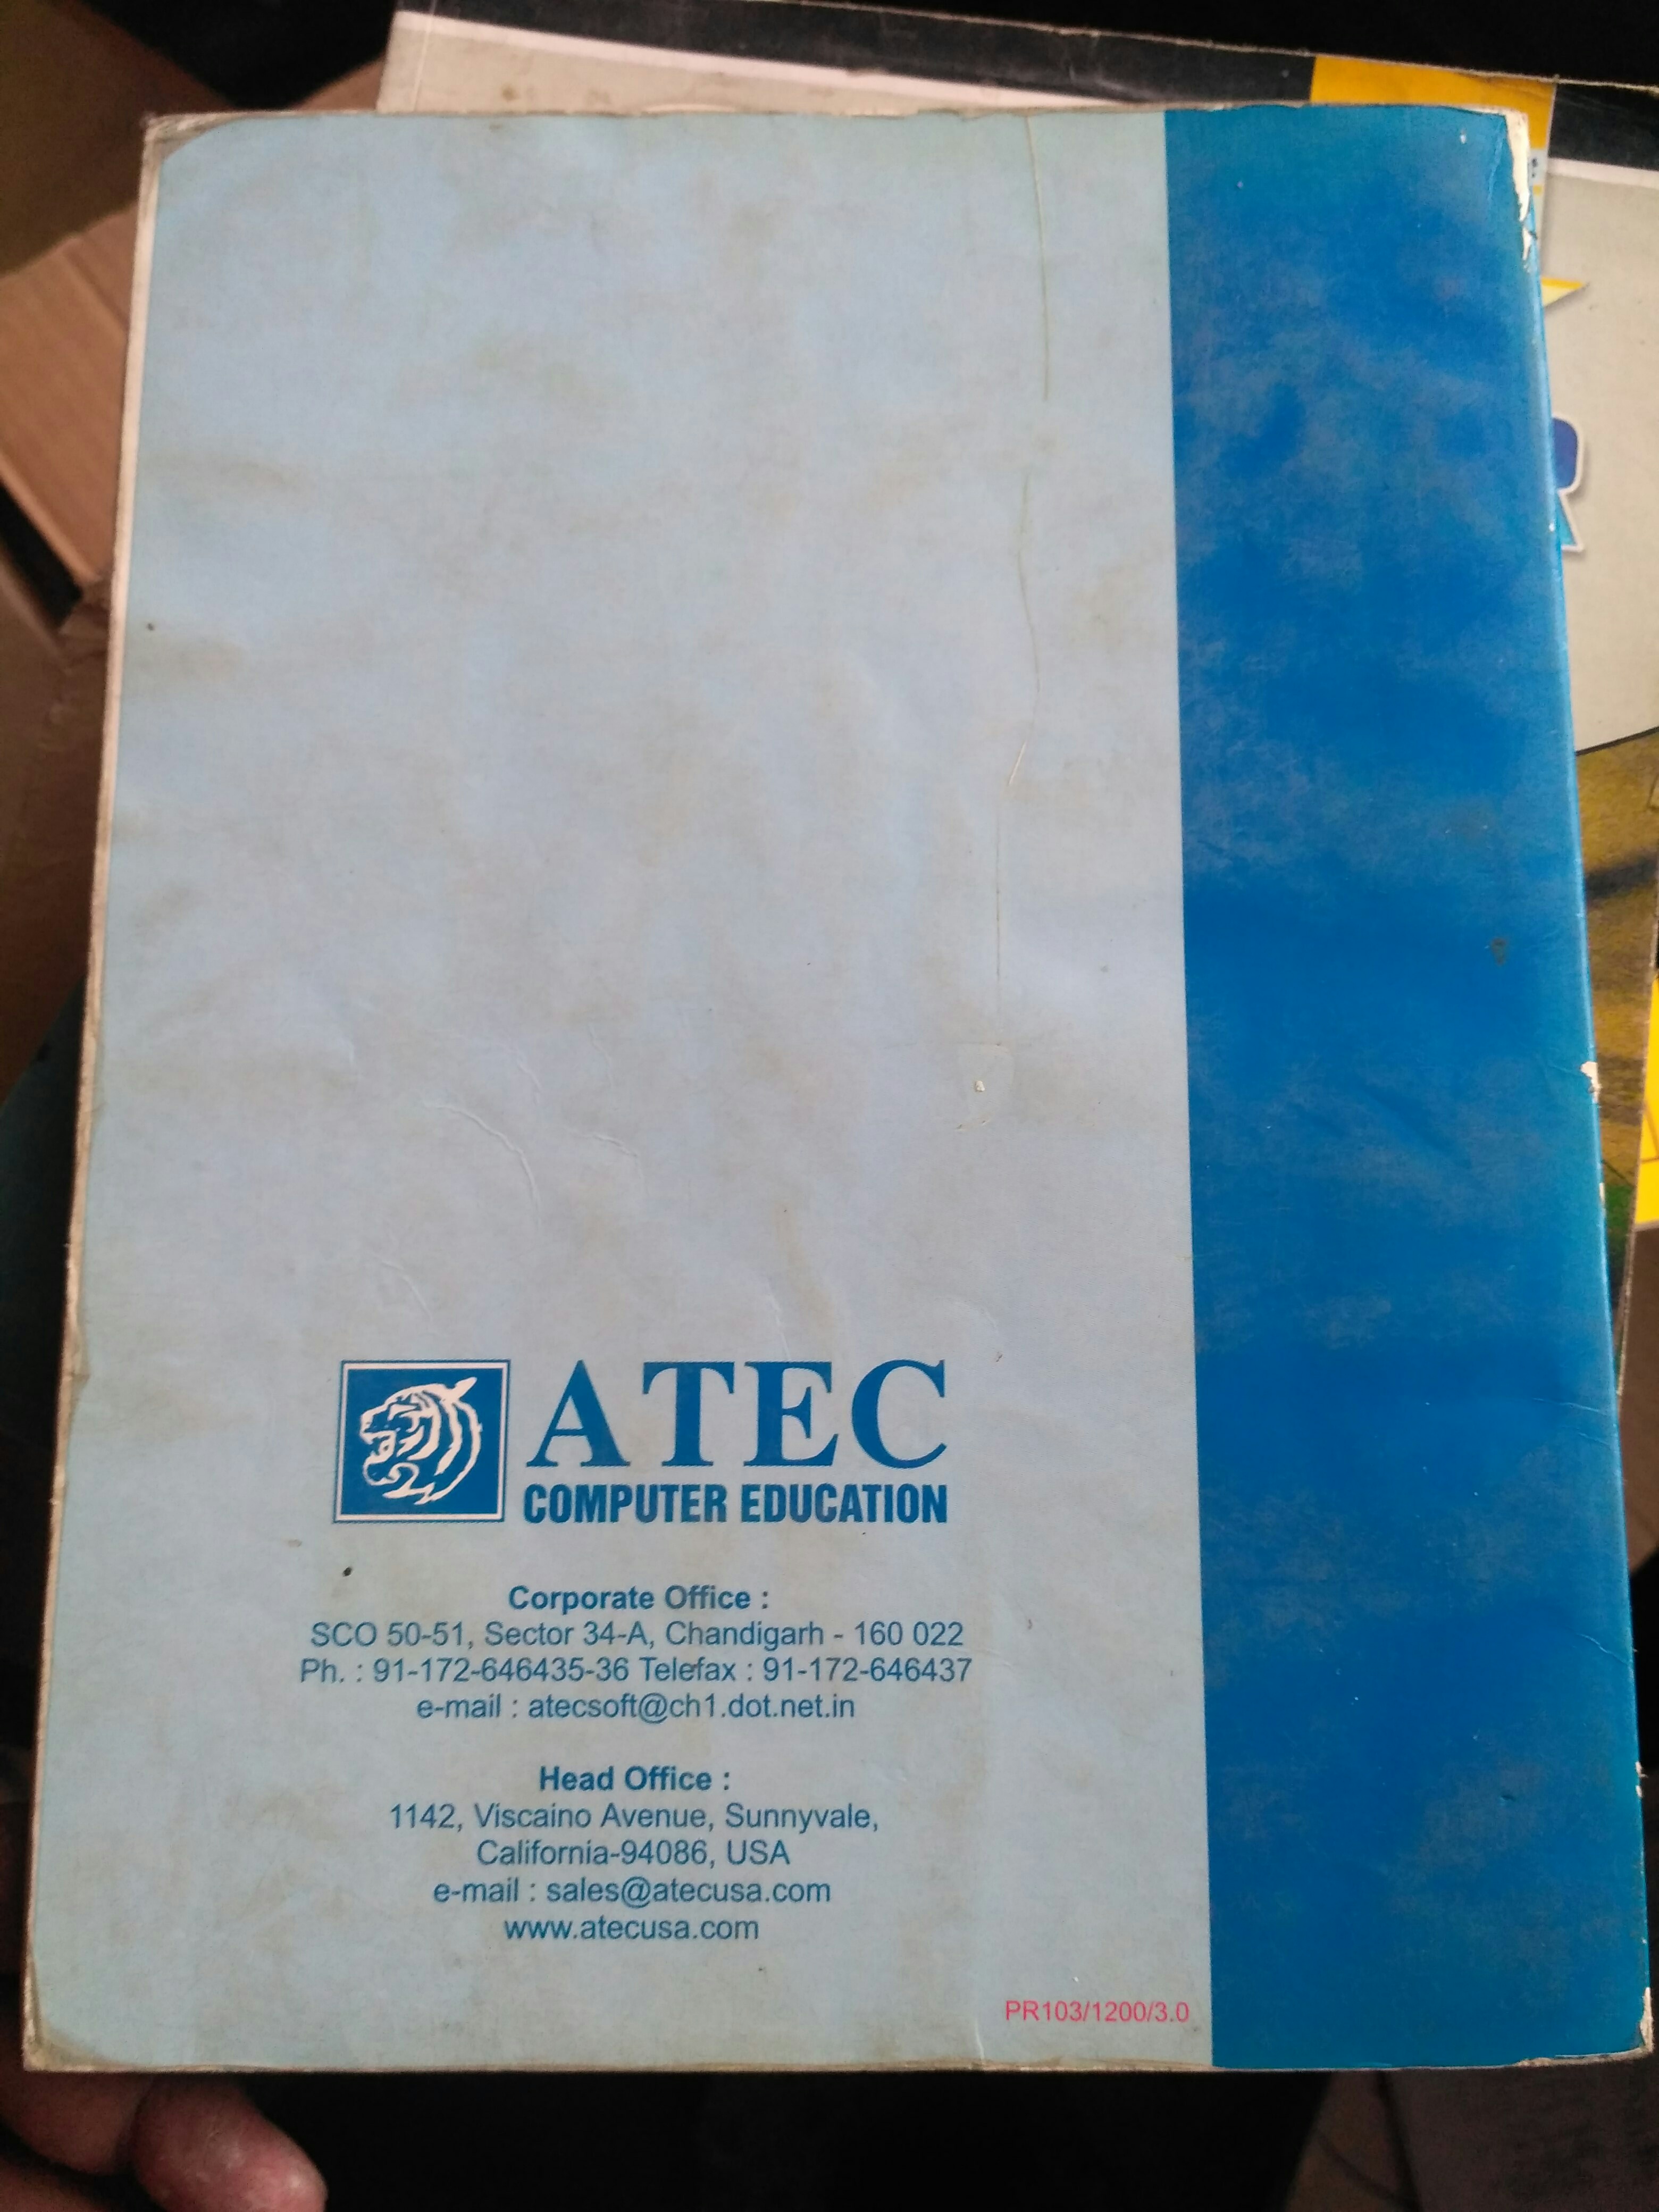 ATEC
COMPUTER EDUCATION
Corporate Office :
SCO 50-51, Sector 34-A, Chandigarh - 160 022
Ph. : 91-172-646435-36 Telefax : 91-172-646437
e-mail : atecsoft@ch1.dot.net.in
Head Office :
1142, Viscaino Avenue, Sunnyvale,
California-94086, USA
e-mail : sales@atecusa.com
www.atecusa.com
PR103/1200/3.0